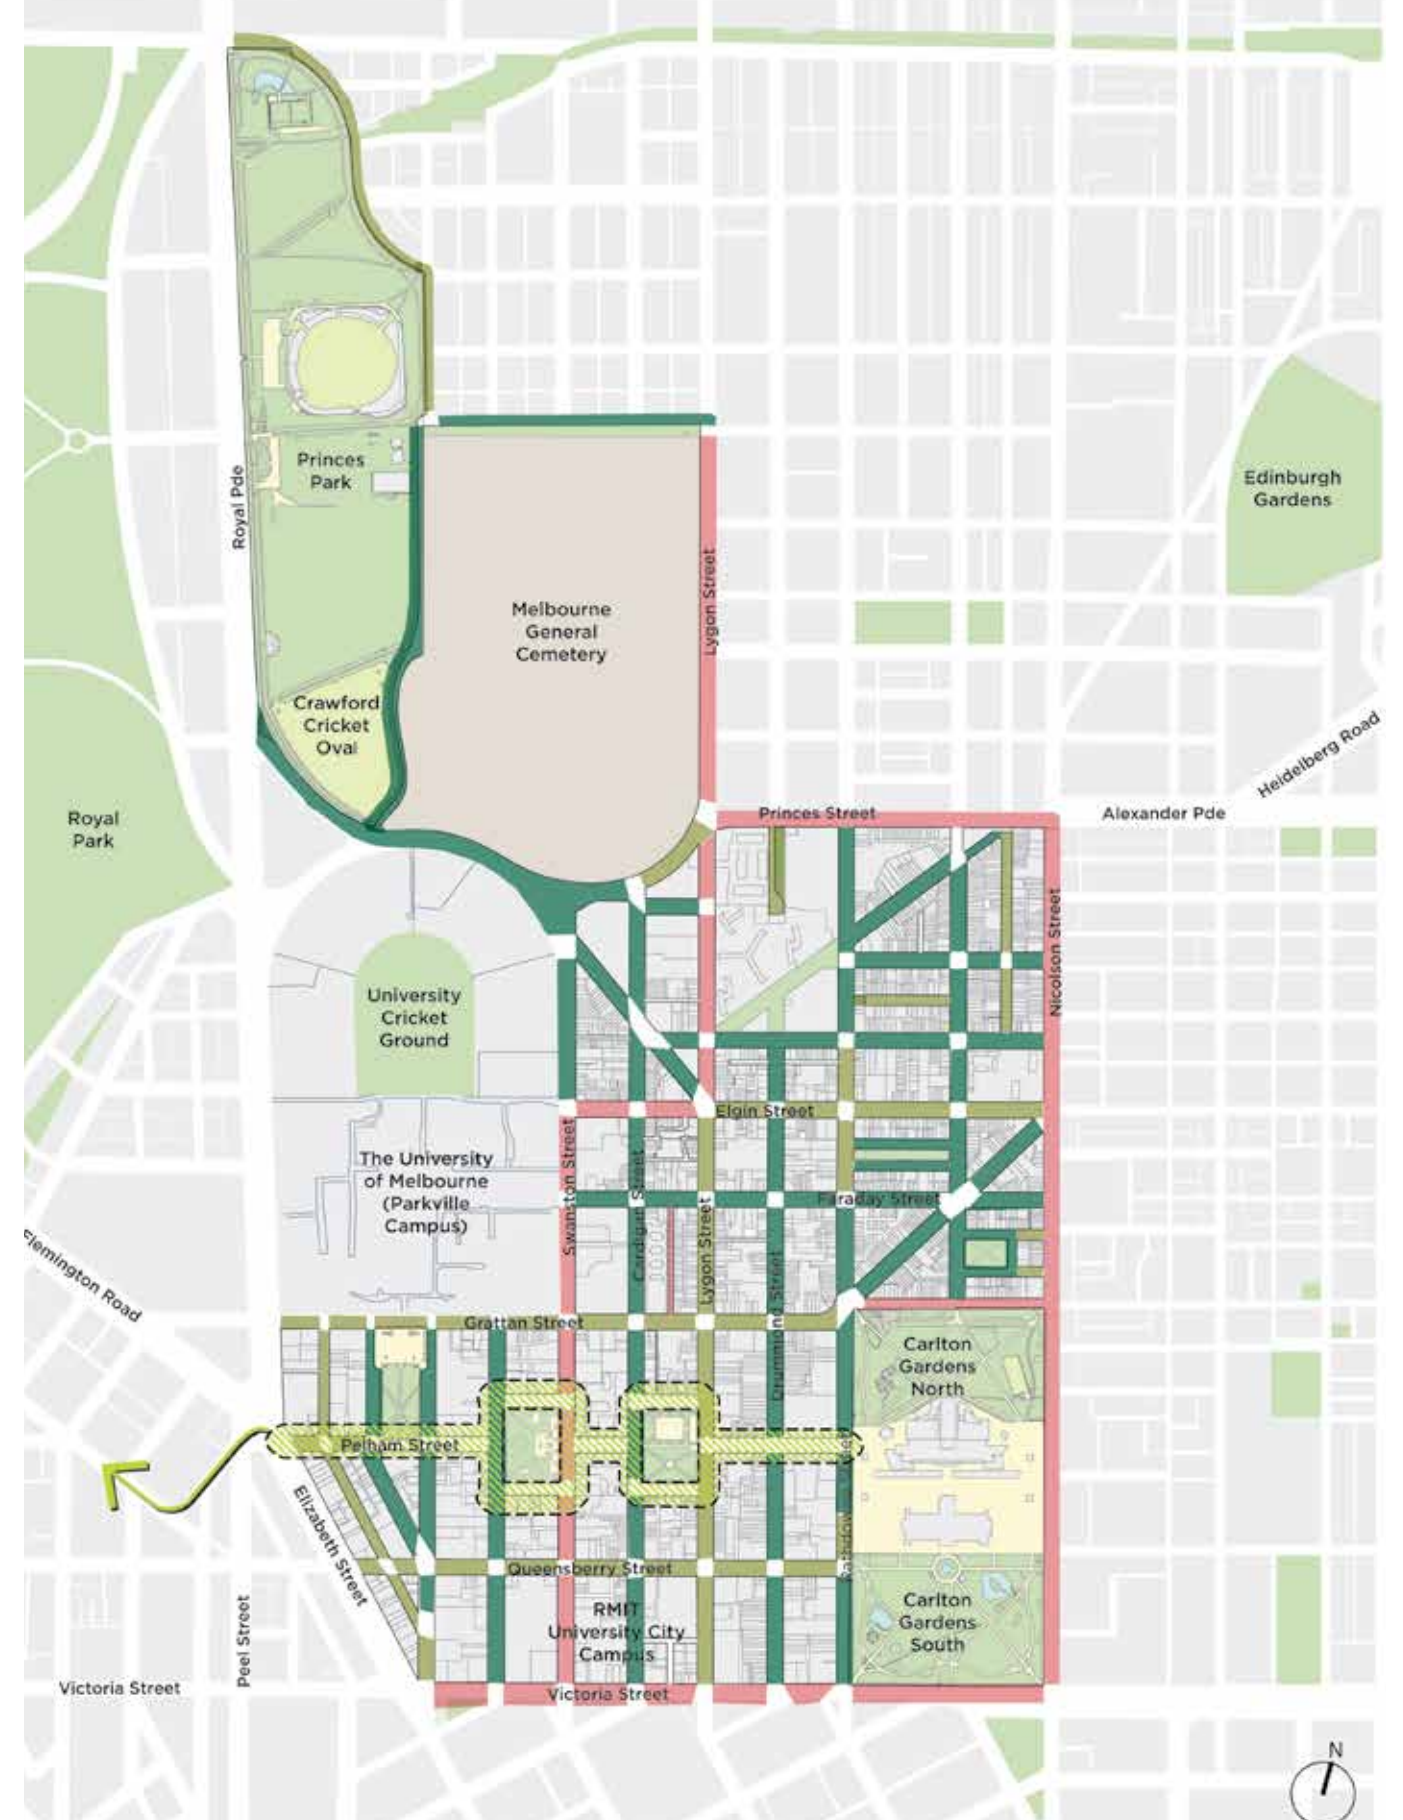 Princes
Park
Royal Pde
Edinburgh
Gardens
Melbourne
General
Cemetery
Lygon Street
Crawford
Cricket
Oval
Heidelberg Road
Royal
Park
Princes Street
Alexander Pde
Nicolson Street
University
Cricket
Ground
Elgin Street
The University
of Melbourne
(Parkville
Campus)
Swanston Street
Cardigan Street
Lygon Street
Faraday Street
Flemington Road
Drummond Street
Grattan Street
Carlton
Gardens
North
Pelham Street
Elizabeth Street
Queensberry Street
RMIT
University City
Campus
Carlton
Gardens
South
Peel Street
Victoria Street
Victoria Street
N